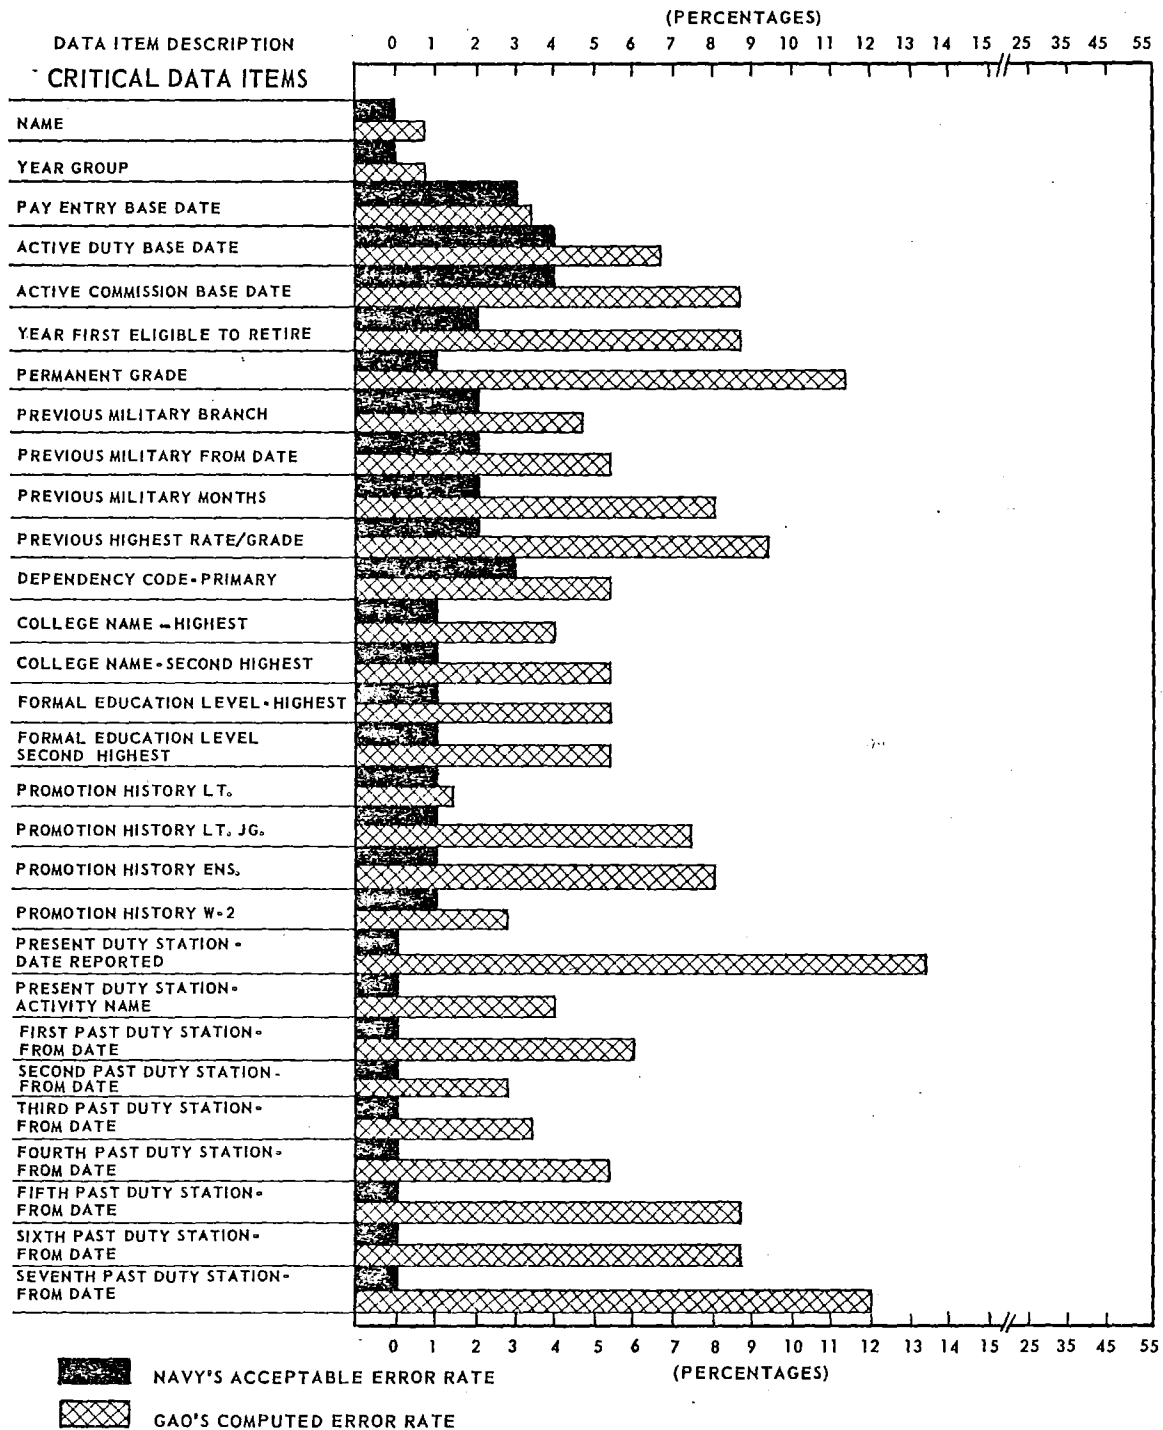 (PERCENTAGES)
DATA ITEM DESCRIPTION 0 1 2 3 4 5 6 7 8 10 11 12 13 14 15 25 35 45 55
CRITICAL DATA ITEMS
NAME
YEAR GROUP
PAY ENTRY BASE DATE
ACTIVE DUTY BASE DATE
ACTIVE COMMISSION BASE DATE
YEAR FIRST ELIGIBLE TO RETIRE
PERMANENT GRADE
PREVIOUS MILITARY BRANCH
PREVIOUS MILITARY FROM DATE
PREVIOUS MILITARY MONTHS
PREVIOUS HIGHEST RATE/GRADE
DEPENDENCY CODE-PRIMARY
COLLEGE NAME - HIGHEST
COLLEGE NAME-SECOND HIGHEST
FORMAL EDUCATION LEVEL-HIGHEST
FORMAL EDUCATION LEVEL
SECOND HIGHEST
PROMOTION HISTORY LT.
PROMOTION HISTORY LT. JG.
PROMOTION HISTORY ENS.
PROMOTION HISTORY W-2
PRESENT DUTY STATION-
DATE REPORTED
PRESENT DUTY STATION-
ACTIVITY NAME
FIRST PAST DUTY STATION-
FROM DATE
SECOND PAST DUTY STATION-
FROM DATE
THIRD PAST DUTY STATION-
FROM DATE
FOURTH PAST DUTY STATION-
FROM DATE
FIFTH PAST DUTY STATION-
FROM DATE
SIXTH PAST DUTY STATION-
FROM DATE
SEVENTH PAST DUTY STATION-
FROM DATE
0 1 2 3 4 5 6 7 8 9 10 11 12 13 14 15 25 35 45 55
(PERCENTAGES)
NAVY'S ACCEPTABLE ERROR RATE
GAO'S COMPUTED ERROR RATE